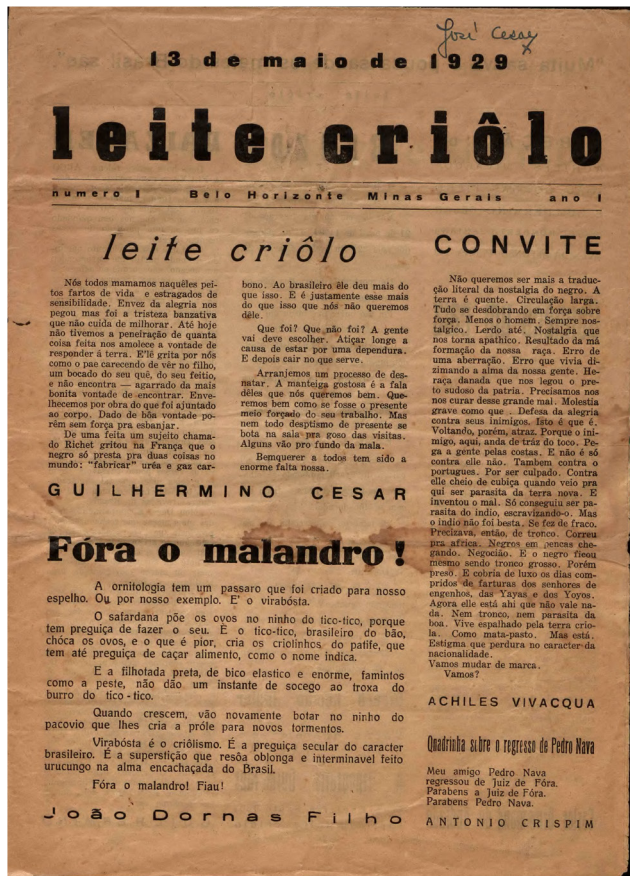 José Cesar
13 de maio de 1929
leite criôlo
numero I Belo Horizonte Minas Gerais ano I
leite criôlo
Nós todos mamamos naquêles pei-
tos fartos de vida e estragados de
sensibilidade. Envez da alegria nos
pegou mas foi a tristeza banzativa
que não cuida de milhorar. Até hoje
não tivemos a peneiração de quanta
coisa feita nos amolece a vontade de
responder á terra. E'lê grita por nós
como o pae carecendo de vêr no filho,
um bocado do seu quê, do seu feitio,
e não encontra — agarrado da mais
bonita vontade de encontrar. Enve-
lhecemos por obra do que foi ajuntado
ao corpo. Dado de bôa vontade po-
rêm sem força pra esbanjar.
De uma feita um sujeito chama-
do Richet gritou na França que o
negro só presta pra duas coisas no
mundo: "fabricar" urêa e gaz car-
bono. Ao brasileiro êle deu mais do
que isso. E é justamente esse mais
do que isso que nós não queremos
dêle.
Que foi? Que não foi? A gente
vai deve escolher. Atiçar longe a
causa de estar por uma dependura.
E depois cair no que serve.
Arranjemos um processo de des-
natar. A manteiga gostosa é a fala
dêles que nós queremos bem. Que-
remos bem como se fosse o presente
meio forçado do seu trabalho. Mas
nem todo desptismo de presente se
bota na sala pra goso das visitas.
Alguns vão pro fundo da mala.
Bemquerer a todos tem sido a
enorme falta nossa.
GUILHERMINO CESAR
Fóra o malandro!
A ornitologia tem um passaro que foi criado para nosso
espelho. Ou por nosso exemplo. E' o virabósta.
O safardana põe os ovos no ninho do tico-tico, porque
tem preguiça de fazer o seu. E o tico-tico, brasileiro do bão,
chóca os ovos, e o que é pior, cria os criolinhos do patife, que
tem até preguiça de caçar alimento, como o nome indica.
E a filhotada preta, de bico elastico e enorme, famintos
como a peste, não dão um instante de socego ao troxa do
burro do tico-tico.
Quando crescem, vão novamente botar no ninho do
pacovio que lhes cria a próle para novos tormentos.
Virabósta é o criôlismo. É a preguiça secular do caracter
brasileiro. É a superstição que resôa oblonga e interminavel feito
urucungo na alma encachaçada do Brasil.
Fóra o malandro! Fiau!
João Dornas Filho
CONVITE
Não queremos ser mais a traduc-
ção literal da nostalgia do negro. A
terra é quente. Circulação larga.
Tudo se desdobrando em força sobre
força. Menos o homem. Sempre nos-
talgico. Lerdo até. Nostalgia que
nos torna apathico. Resultado da má
formação da nossa raça. Erro de
uma aberração. Erro que vivia di-
zimando a alma da nossa gente. He-
raça danada que nos legou o pre-
to sudoso da patria. Precisamos nos
nos curar desse grande mal. Molestia
grave como que . Defesa da alegria
contra seus inimigos. Isto é que é.
Voltando, porém, atraz. Porque o ini-
migo, aqui, anda de tráz do toco. Pe-
ga a gente pelas costas. E não é só
contra elle não. Tambem contra o
portugues. Por ser culpado. Contra
elle cheio de cubiça quando veio pra
qui ser parasita da terra nova. E
inventou o mal. Só conseguiu ser pa-
rasita do indio, escravizando-o. Mas
o indio não foi besta. Se fez de fraco.
Precizava, então, de tronco. Correu
pra africa. Negros em pencas che-
gando. Negocião. E o negro ficou
mesmo sendo tronco grosso. Porém
preso. E cobria de luxo os dias com-
pridos de farturas dos senhores de
engenhos, das Yayas e dos Yoyos.
Agora elle está ahi que não vale na-
da. Nem tronco, nem parasita da
boa. Vive espalhado pela terra crio-
la. Como mata-pasto. Mas está.
Estigma que perdura no caracter da
nacionalidade.
Vamos mudar de marca.
Vamos?
ACHILES VIVACQUA
Quadrinha sôbre o regresso de Pedro Nava
Meu amigo Pedro Nava
regressou de Juiz de Fóra.
Parabens a Juiz de Fóra.
Parabens Pedro Nava.
ANTONIO CRISPIM